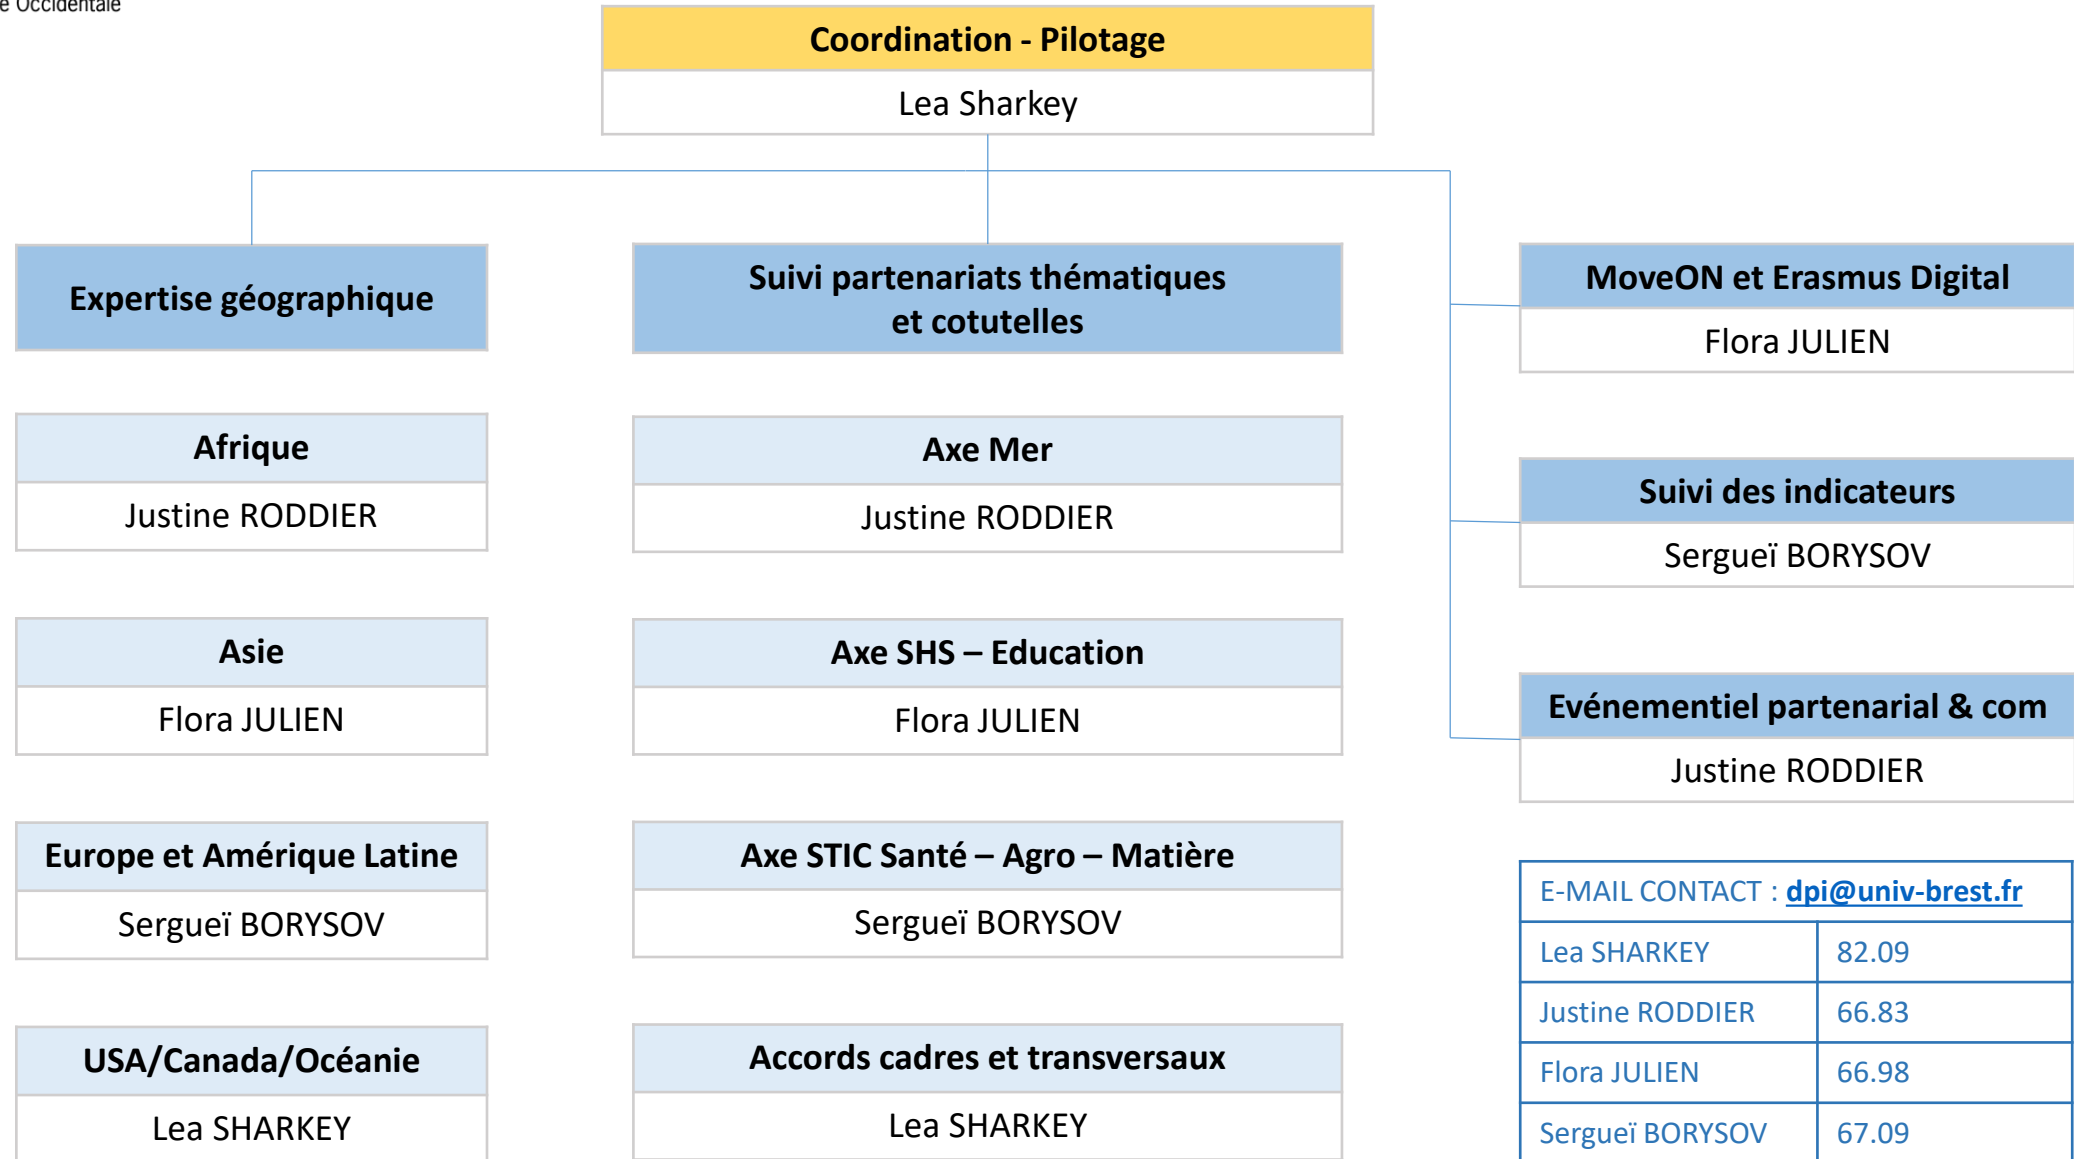 e Occidentale
Coordination - Pilotage
Lea Sharkey
Expertise géographique
Afrique
Justine RODDIER
Asie
Flora JULIEN
Europe et Amérique Latine
Sergueï BORYSOV
USA/Canada/Océanie
Lea SHARKEY
Suivi partenariats thématiques
et cotutelles
Axe Mer
Justine RODDIER
Axe SHS – Education
Flora JULIEN
Axe STIC Santé – Agro – Matière
Sergueï BORYSOV
Accords cadres et transversaux
Lea SHARKEY
MoveON et Erasmus Digital
Flora JULIEN
Suivi des indicateurs
Sergueï BORYSOV
Evénementiel partenarial & com
Justine RODDIER
E-MAIL CONTACT : dpi@univ-brest.fr
Lea SHARKEY 82.09
Justine RODDIER 66.83
Flora JULIEN 66.98
Sergueï BORYSOV 67.09